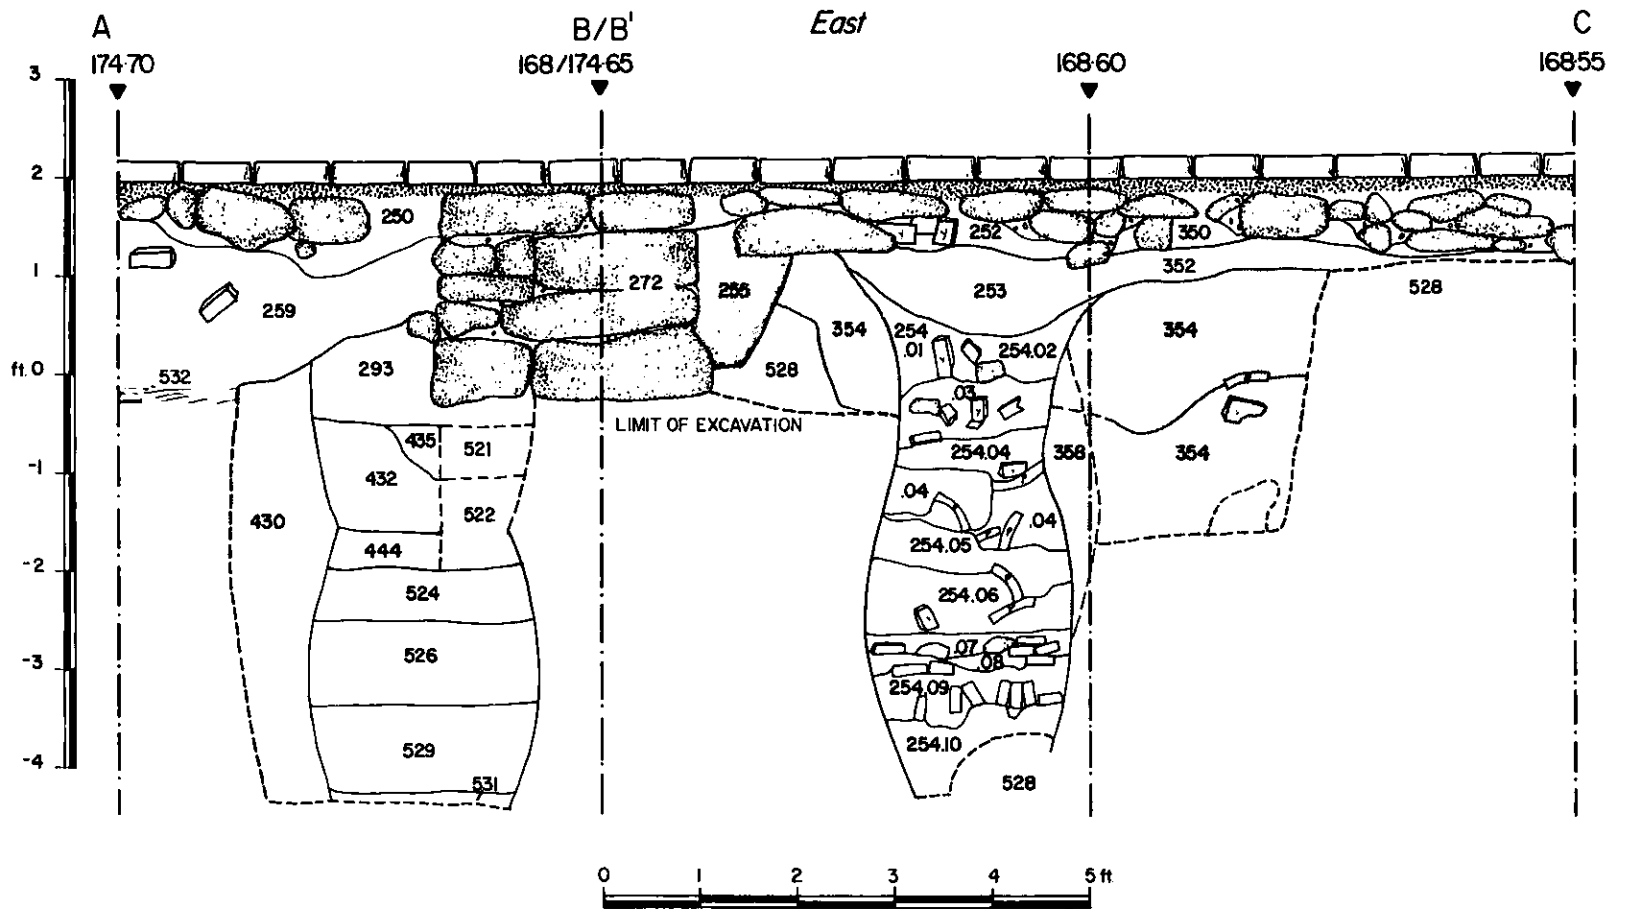 East
A B/B' C
174·70 168/174·65 168·60 168·55
3
2
250 252 350
1
272 352
259 253 528
255
354 254 354
.01 254.02
ft. 0
532 293 528
.03
LIMIT OF EXCAVATION
435 521
254.04 358 354
-1
432
.04
430 522 .04
444 254.05
-2
524 254.06
526 .07
.08
-3
254.09
529 254.10
-4
531 528
0 1 2 3 4 5 ft